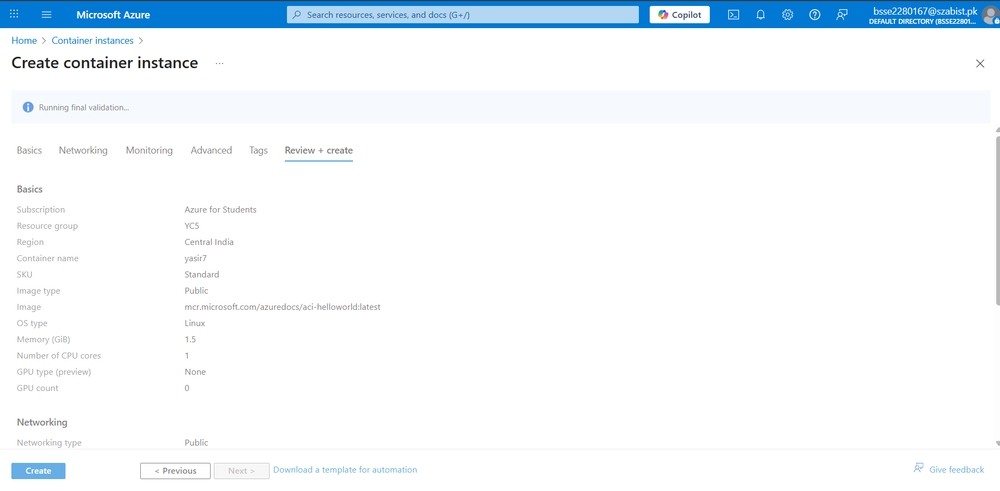 Microsoft Azure
Search resources, services, and docs (G+/)
Copilot
bsse2280167@szabist.pk
DEFAULT DIRECTORY (BSSE22801...
Home > Container instances >
Create container instance ...
Running final validation...
Basics Networking Monitoring Advanced Tags Review + create
Basics
Subscription Azure for Students
Resource group YC5
Region Central India
Container name yasir7
SKU Standard
Image type Public
Image mcr.microsoft.com/azuredocs/aci-helloworld:latest
OS type Linux
Memory (GiB) 1.5
Number of CPU cores 1
GPU type (preview) None
GPU count 0
Networking
Networking type Public
Create < Previous Next > Download a template for automation Give feedback